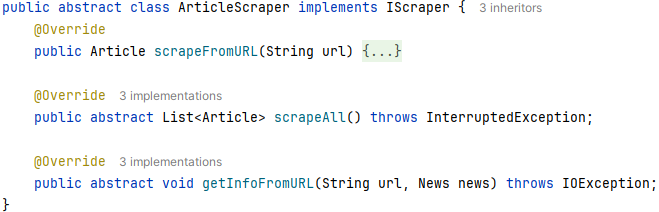 public abstract class ArticleScraper implements IScraper {  3 inheritors
    @Override
    public Article scrapeFromURL(String url) {...}

    @Override  3 implementations
    public abstract List<Article> scrapeAll() throws InterruptedException;

    @Override  3 implementations
    public abstract void getInfoFromURL(String url, News news) throws IOException;
}